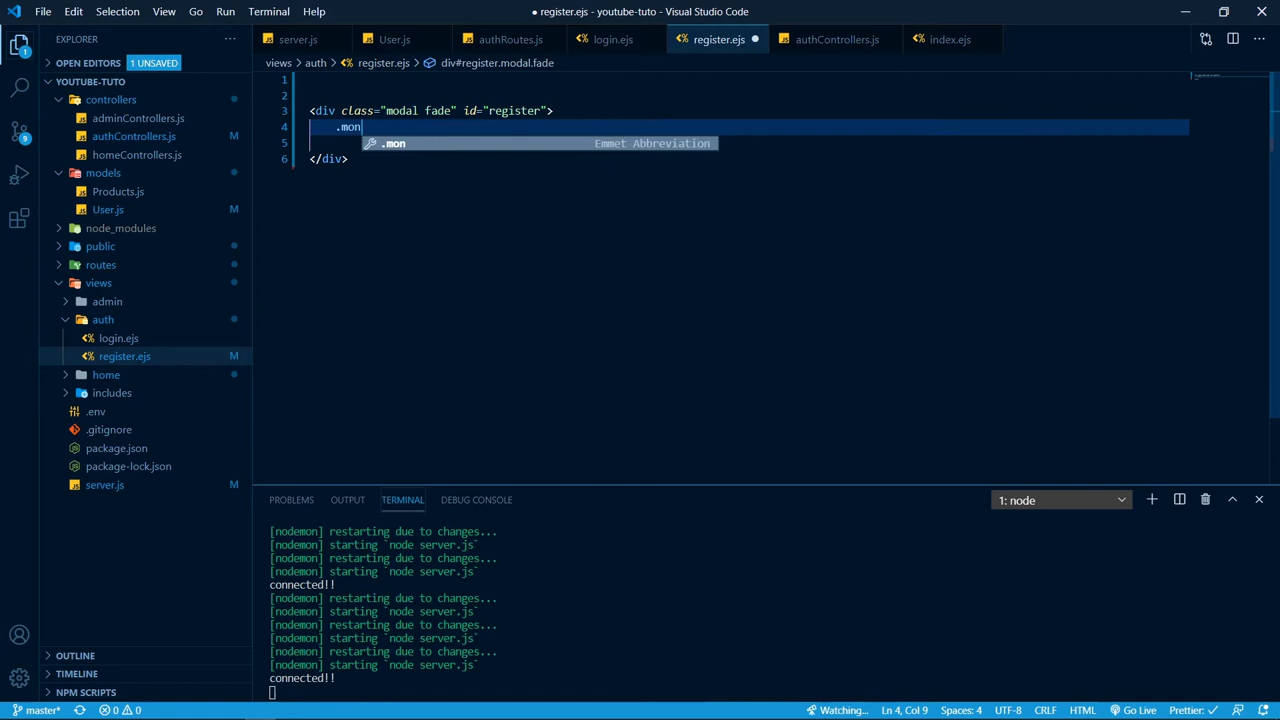 File Edit Selection View Go Run Terminal Help
● register.ejs - youtube-tuto - Visual Studio Code
EXPLORER
server.js
User.js
authRoutes.js
login.ejs
register.ejs
authControllers.js
index.ejs
OPEN EDITORS 1 UNSAVED
views > auth > register.ejs > div#register.modal.fade
YOUTUBE-TUTO
controllers
adminControllers.js
authControllers.js M
homeControllers.js
models
Products.js
User.js M
node_modules
public
routes
views
admin
auth
login.ejs
register.ejs M
home
includes
.env
.gitignore
package.json
package-lock.json
server.js M
OUTLINE
TIMELINE
NPM SCRIPTS
1
2
3 <div class="modal fade" id="register">
4 .mon
.mon Emmet Abbreviation
5
6 </div>
PROBLEMS OUTPUT TERMINAL DEBUG CONSOLE
1: node
[nodemon] restarting due to changes...
[nodemon] starting `node server.js`
[nodemon] restarting due to changes...
[nodemon] starting `node server.js`
connected!!
[nodemon] restarting due to changes...
[nodemon] starting `node server.js`
[nodemon] restarting due to changes...
[nodemon] starting `node server.js`
[nodemon] restarting due to changes...
[nodemon] starting `node server.js`
connected!!
1
9
master* 0 0
Watching... Ln 4, Col 9 Spaces: 4 UTF-8 CRLF HTML Go Live Prettier: ✓